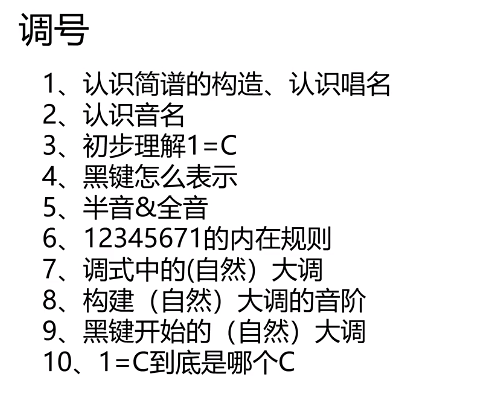 调号
1、认识简谱的构造、认识唱名
2、认识音名
3、初步理解1=C
4、黑键怎么表示
5、半音&全音
6、12345671的内在规则
7、调式中的(自然）大调
8、构建（自然）大调的音阶
9、黑键开始的（自然）大调
10、1=C到底是哪个C